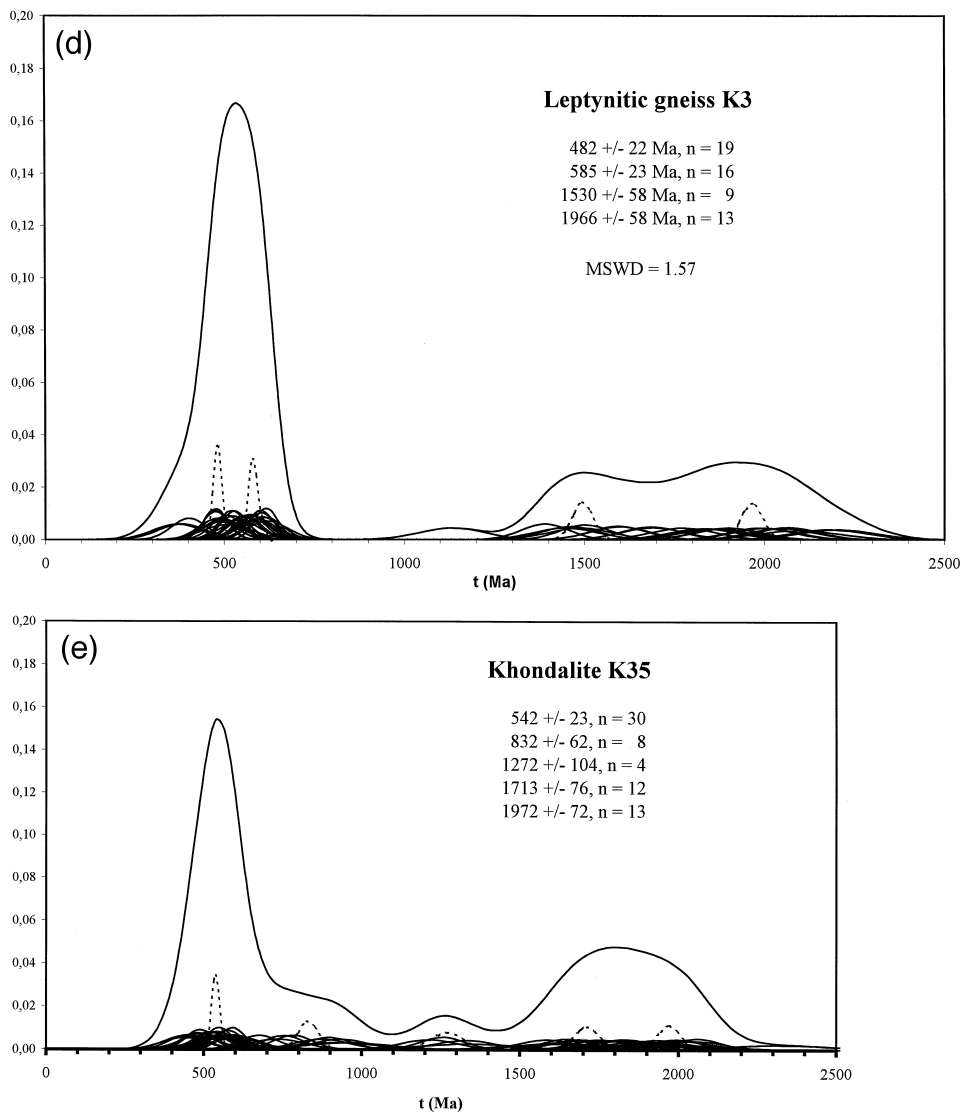 (d)
0,20
0,18
0,16
0,14
0,12
0,10
0,08
0,06
0,04
0,02
0,00
Leptynitic gneiss K3
482 +/- 22 Ma, n = 19
585 +/- 23 Ma, n = 16
1530 +/- 58 Ma, n = 9
1966 +/- 58 Ma, n = 13
MSWD = 1.57
0 500 1000 1500 2000 2500
t (Ma)
(e)
0,20
0,18
0,16
0,14
0,12
0,10
0,08
0,06
0,04
0,02
0,00
Khondalite K35
542 +/- 23, n = 30
832 +/- 62, n = 8
1272 +/- 104, n = 4
1713 +/- 76, n = 12
1972 +/- 72, n = 13
0 500 1000 1500 2000 2500
t (Ma)